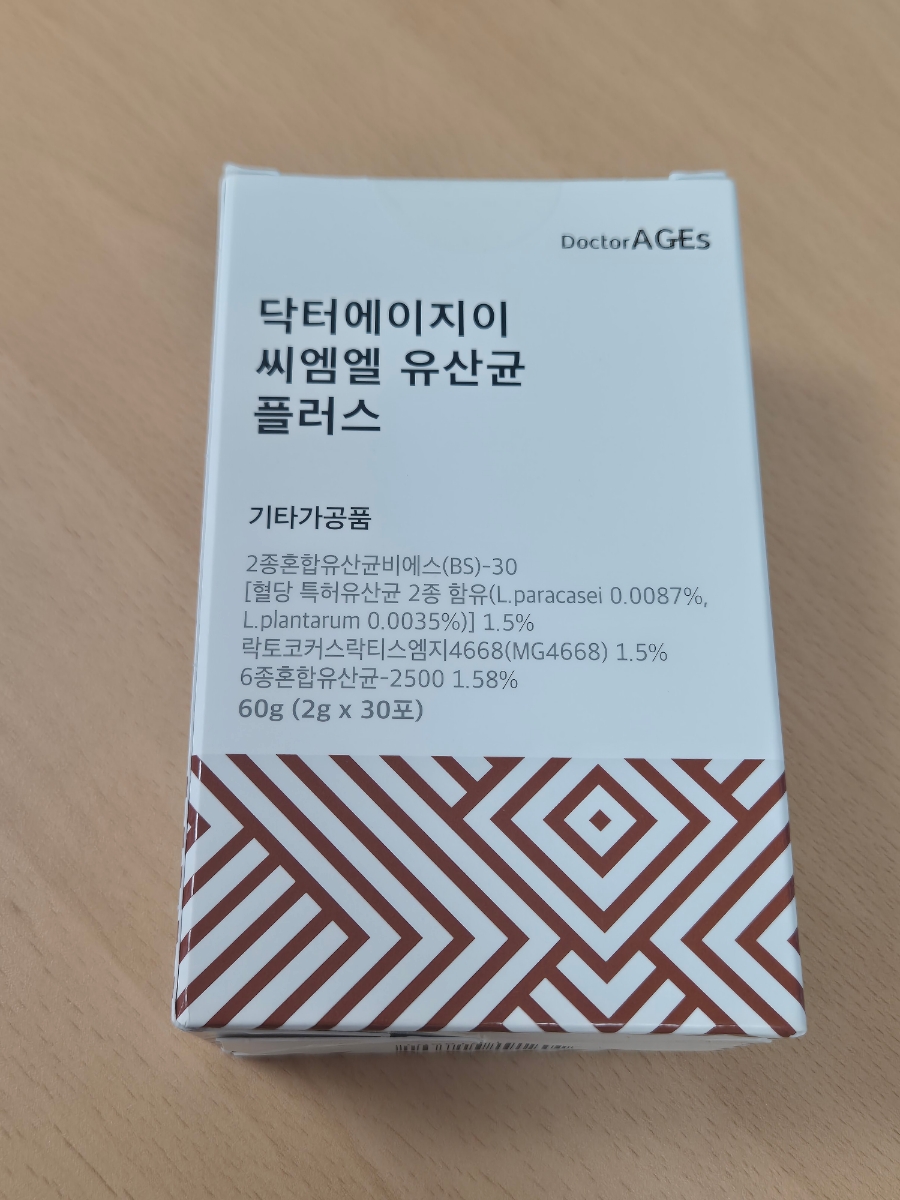 DoctorAGEs
닥터에이지이
씨엠엘 유산균
플러스
기타가공품
2종혼합유산균비에스(BS)-30
[혈당 특허유산균 2종 함유(L.paracasei 0.0087%,
L.plantarum 0.0035%)] 1.5%
락토코커스락티스엠지4668(MG4668) 1.5%
6종혼합유산균-2500 1.58%
60g (2g x 30포)